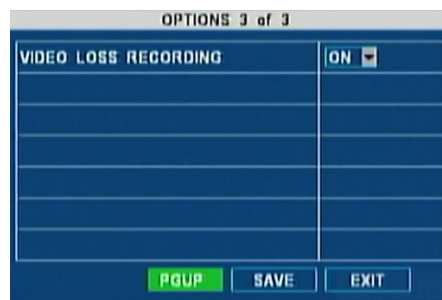 OPTIONS 3 of 3
VIDEO LOSS RECORDING ON
PGUP SAVE EXIT